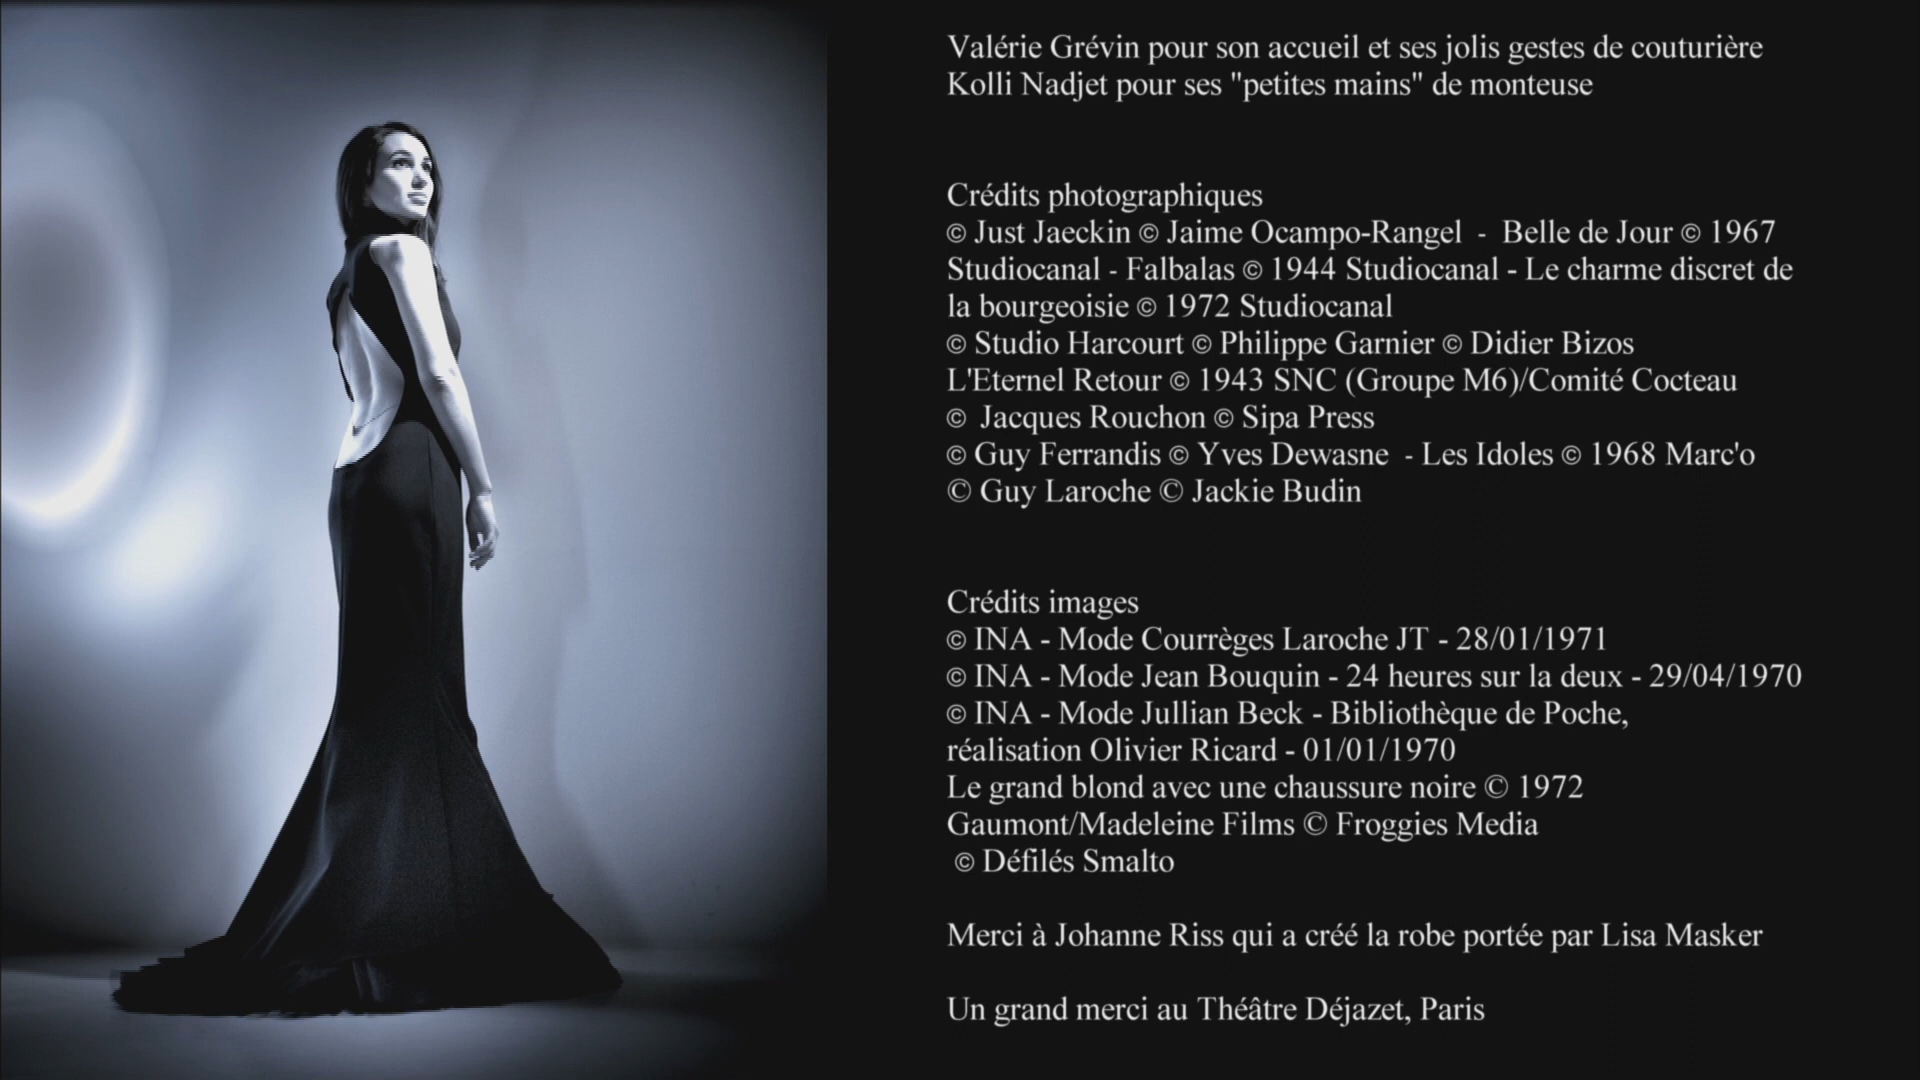 Valérie Grévin pour son accueil et ses jolis gestes de couturière
Kolli Nadjet pour ses "petites mains" de monteuse
Crédits photographiques
© Just Jaeckin © Jaime Ocampo-Rangel  -  Belle de Jour © 1967
Studiocanal - Falbalas © 1944 Studiocanal - Le charme discret de
la bourgeoisie © 1972 Studiocanal
© Studio Harcourt © Philippe Garnier © Didier Bizos
L'Eternel Retour © 1943 SNC (Groupe M6)/Comité Cocteau
©  Jacques Rouchon © Sipa Press
© Guy Ferrandis © Yves Dewasne  - Les Idoles © 1968 Marc'o
© Guy Laroche © Jackie Budin
Crédits images
© INA - Mode Courrèges Laroche JT - 28/01/1971
© INA - Mode Jean Bouquin - 24 heures sur la deux - 29/04/1970
© INA - Mode Jullian Beck - Bibliothèque de Poche,
réalisation Olivier Ricard - 01/01/1970
Le grand blond avec une chaussure noire © 1972
Gaumont/Madeleine Films © Froggies Media
© Défilés Smalto
Merci à Johanne Riss qui a créé la robe portée par Lisa Masker
Un grand merci au Théâtre Déjazet, Paris